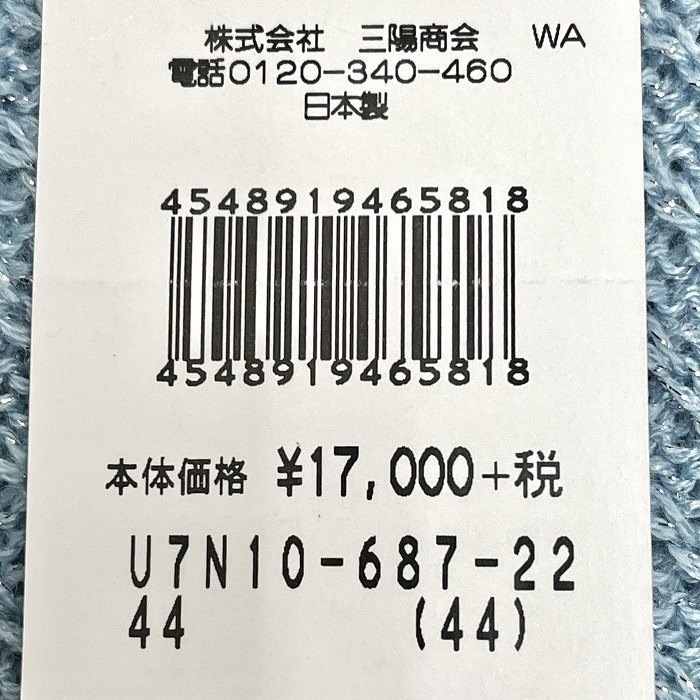 株式会社　三陽商会　WA
電話0120-340-460
日本製
4548919465818
4548919465818
本体価格 ¥17,000+税
U7N10-687-22
44 (44)